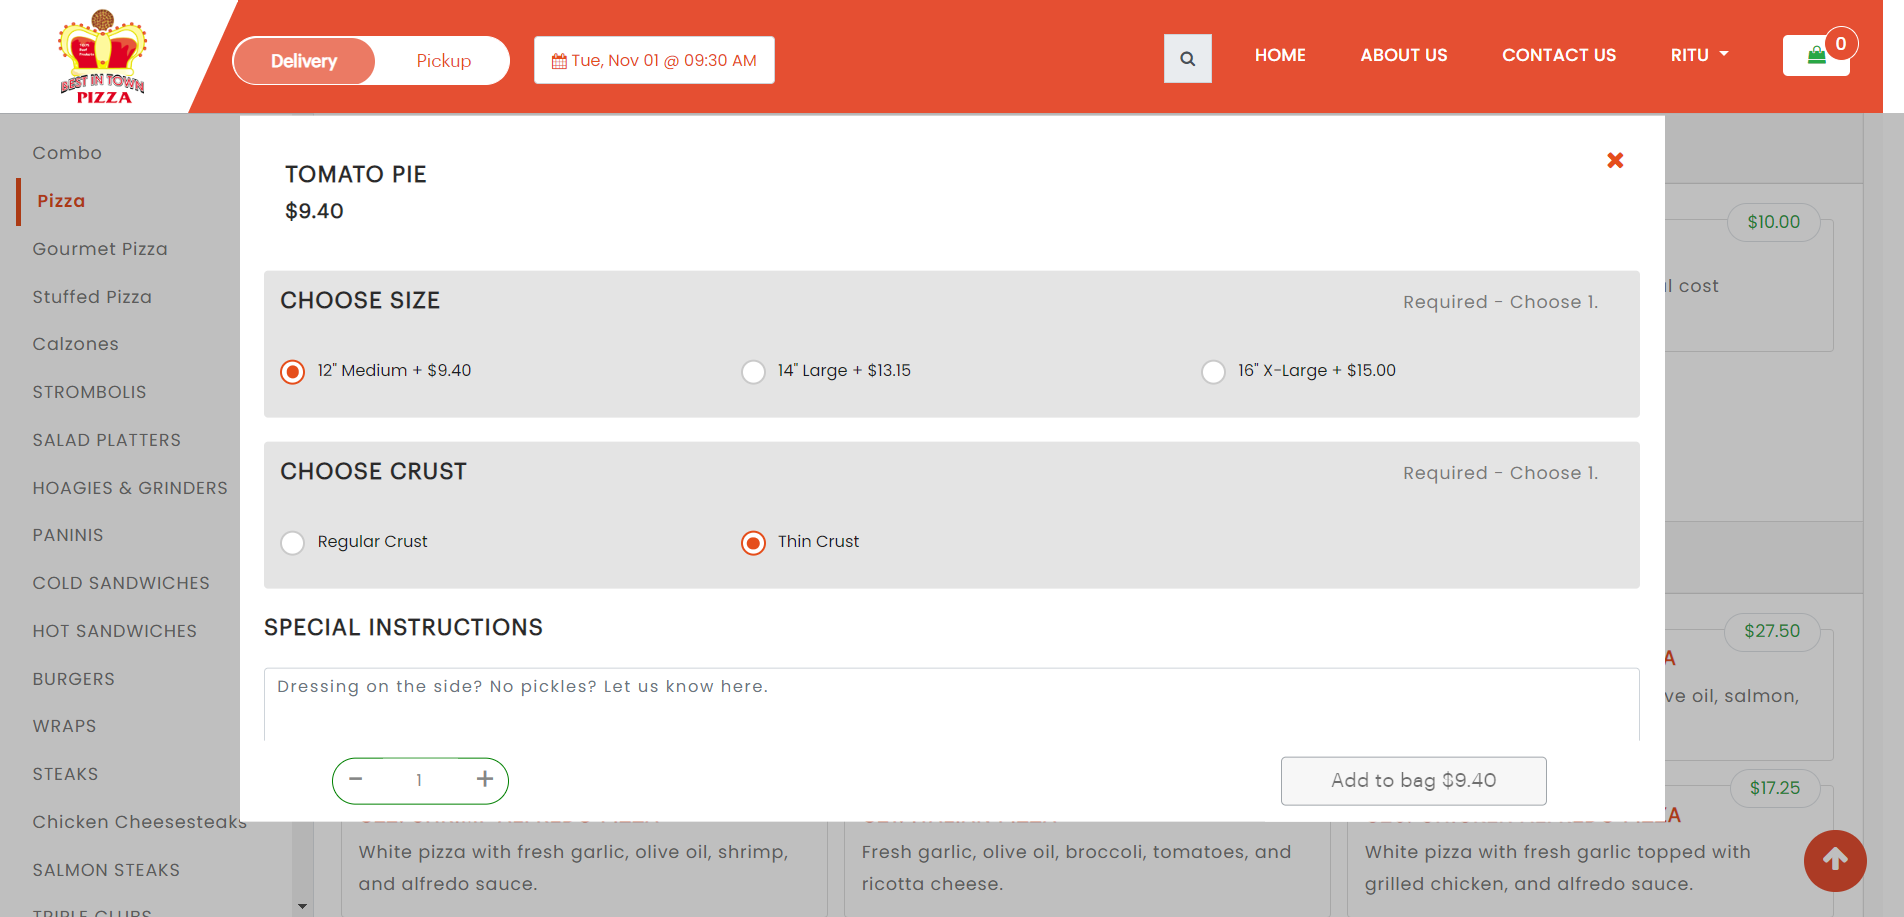 BEST IN TOWN
PIZZA
Delivery
Pickup
Tue, Nov 01 @ 09:30 AM
HOME
ABOUT US
CONTACT US
RITU
0
Combo
Pizza
Gourmet Pizza
Stuffed Pizza
Calzones
STROMBOLIS
SALAD PLATTERS
HOAGIES & GRINDERS
PANINIS
COLD SANDWICHES
HOT SANDWICHES
BURGERS
WRAPS
STEAKS
Chicken Cheesesteaks
SALMON STEAKS
TRIPLE CLUBS
TOMATO PIE
$9.40
CHOOSE SIZE
Required - Choose 1.
12" Medium + $9.40
14" Large + $13.15
16" X-Large + $15.00
CHOOSE CRUST
Required - Choose 1.
Regular Crust
Thin Crust
SPECIAL INSTRUCTIONS
Dressing on the side? No pickles? Let us know here.
1
Add to bag $9.40
$10.00
cost
$27.50
oil, salmon,
$17.25
White pizza with fresh garlic, olive oil, shrimp,
and alfredo sauce.
Fresh garlic, olive oil, broccoli, tomatoes, and
ricotta cheese.
White pizza with fresh garlic topped with
grilled chicken, and alfredo sauce.